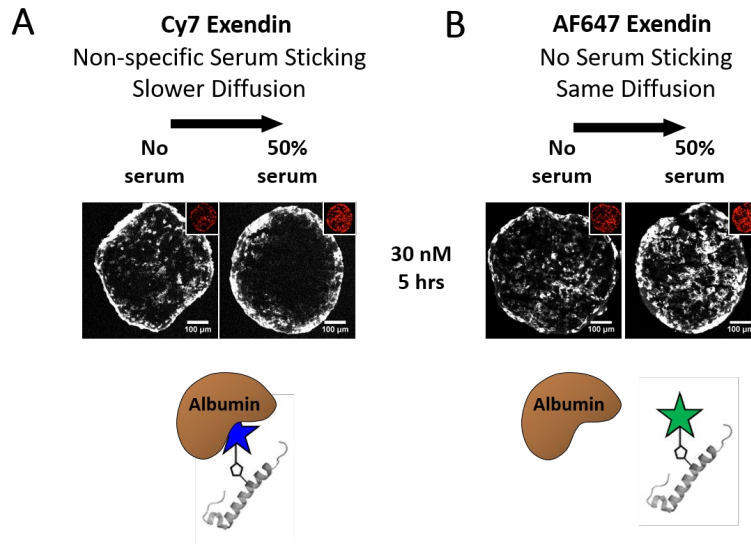 A
Cy7 Exendin
Non-specific Serum Sticking
Slower Diffusion
No
serum
50%
serum
100 μm
100 μm
Albumin
30 nM
5 hrs
B
AF647 Exendin
No Serum Sticking
Same Diffusion
No
serum
50%
serum
100 μm
100 μm
Albumin